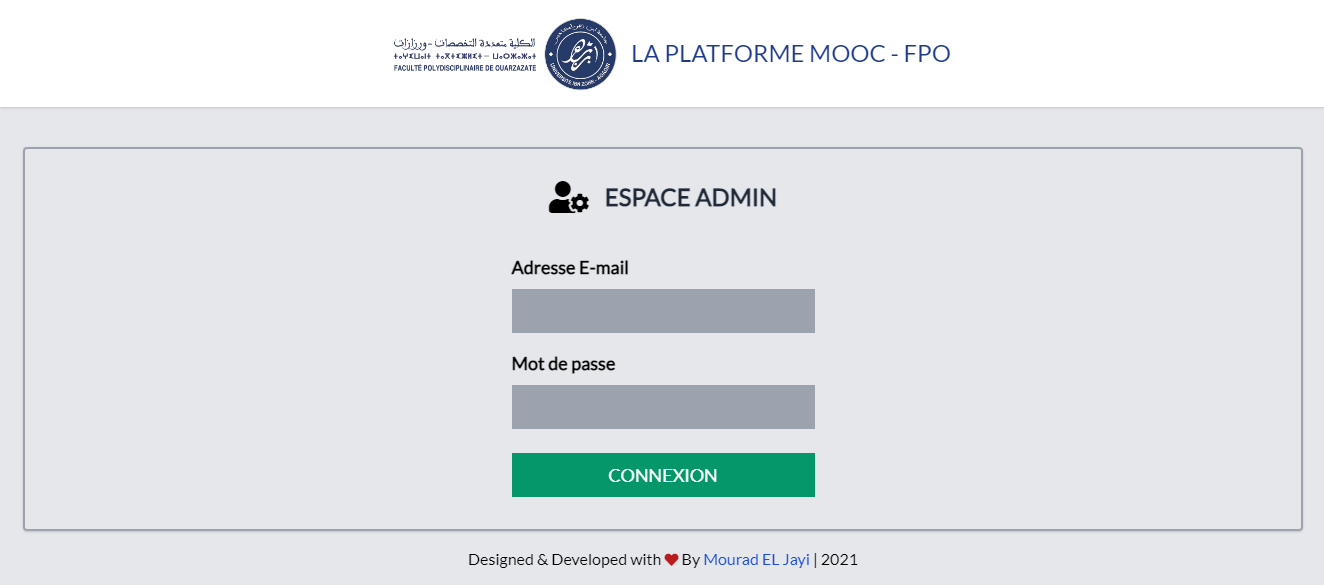 الكلية متعددة التخصصات - ورزازات
FACULTÉ POLYDISCIPLINAIRE DE OUARZAZATE
LA PLATFORME MOOC - FPO
ESPACE ADMIN
Adresse E-mail
Mot de passe
CONNEXION
Designed & Developed with By Mourad EL Jayi | 2021